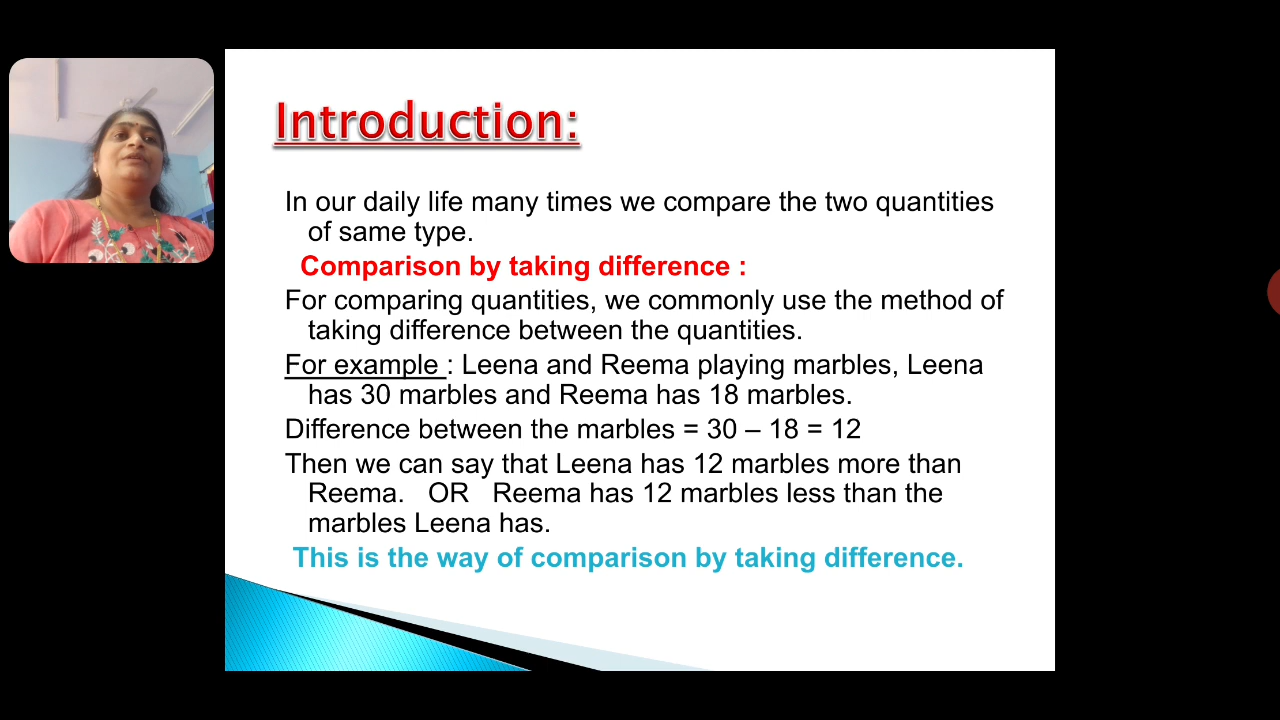 Introduction:
In our daily life many times we compare the two quantities
of same type.
Comparison by taking difference :
For comparing quantities, we commonly use the method of
taking difference between the quantities.
For example : Leena and Reema playing marbles, Leena
has 30 marbles and Reema has 18 marbles.
Difference between the marbles = 30 – 18 = 12
Then we can say that Leena has 12 marbles more than
Reema. OR Reema has 12 marbles less than the
marbles Leena has.
This is the way of comparison by taking difference.